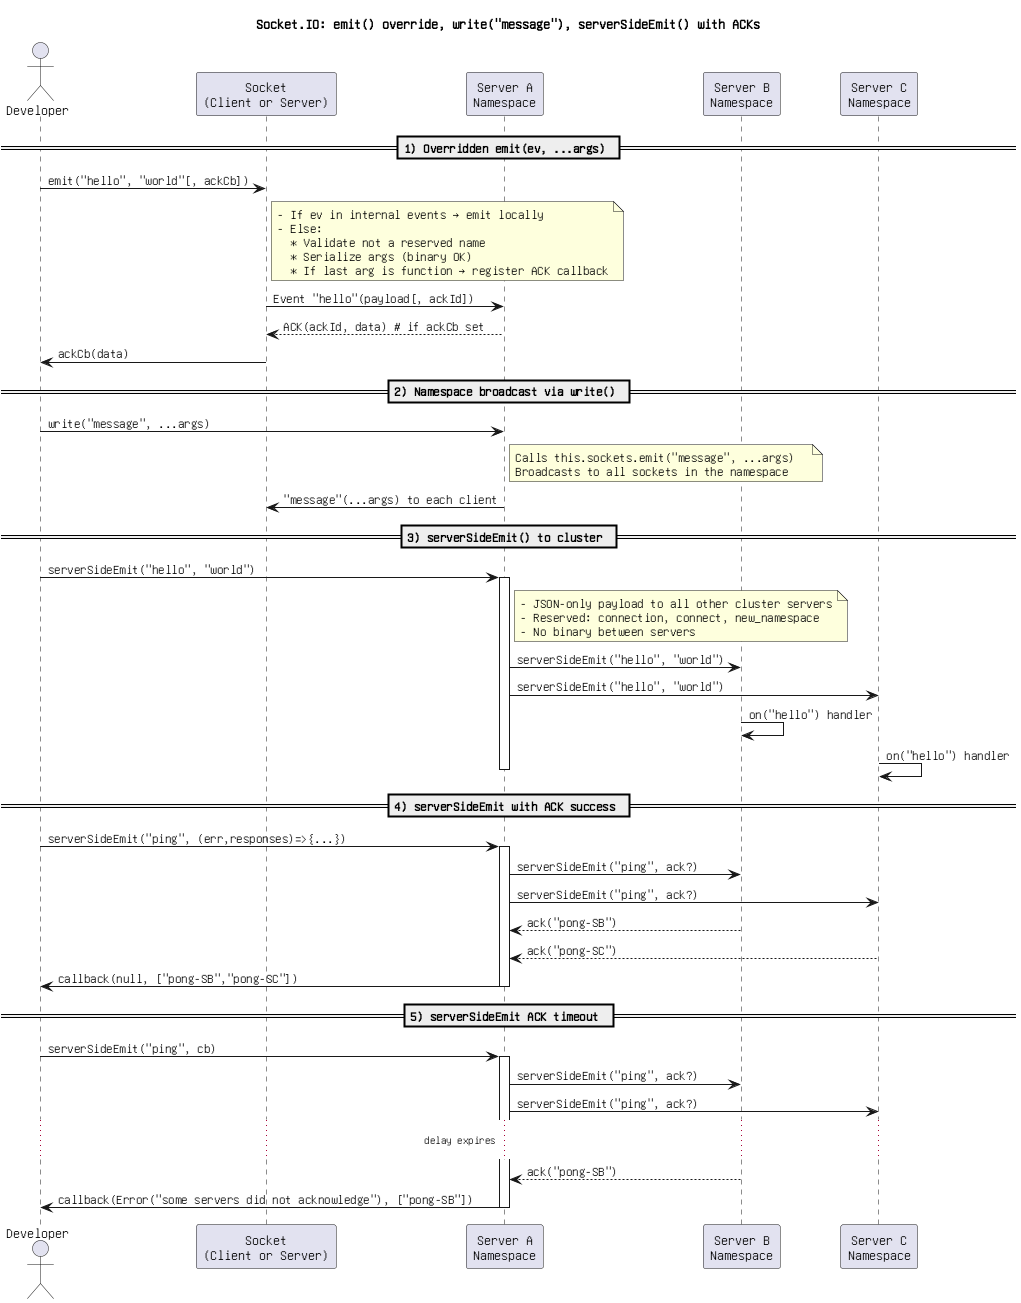 Socket.IO: emit() override, write("message"), serverSideEmit() with ACKs
Developer
Socket
(Client or Server)
Server A
Namespace
Server B
Namespace
Server C
Namespace
1) Overridden emit(ev, ...args)
emit("hello", "world"[, ackCb])
- If ev in internal events → emit locally
- Else:
* Validate not a reserved name
* Serialize args (binary OK)
* If last arg is function → register ACK callback
Event "hello"(payload[, ackId])
ACK(ackId, data) # if ackCb set
ackCb(data)
2) Namespace broadcast via write()
write("message", ...args)
Calls this.sockets.emit("message", ...args)
Broadcasts to all sockets in the namespace
"message"(...args) to each client
3) serverSideEmit() to cluster
serverSideEmit("hello", "world")
- JSON-only payload to all other cluster servers
- Reserved: connection, connect, new_namespace
- No binary between servers
serverSideEmit("hello", "world")
serverSideEmit("hello", "world")
on("hello") handler
on("hello") handler
4) serverSideEmit with ACK success
serverSideEmit("ping", (err,responses)=>{...})
serverSideEmit("ping", ack?)
serverSideEmit("ping", ack?)
ack("pong-SB")
ack("pong-SC")
callback(null, ["pong-SB","pong-SC"])
5) serverSideEmit ACK timeout
serverSideEmit("ping", cb)
serverSideEmit("ping", ack?)
serverSideEmit("ping", ack?)
delay expires
ack("pong-SB")
callback(Error("some servers did not acknowledge"), ["pong-SB"])
Developer
Socket
(Client or Server)
Server A
Namespace
Server B
Namespace
Server C
Namespace